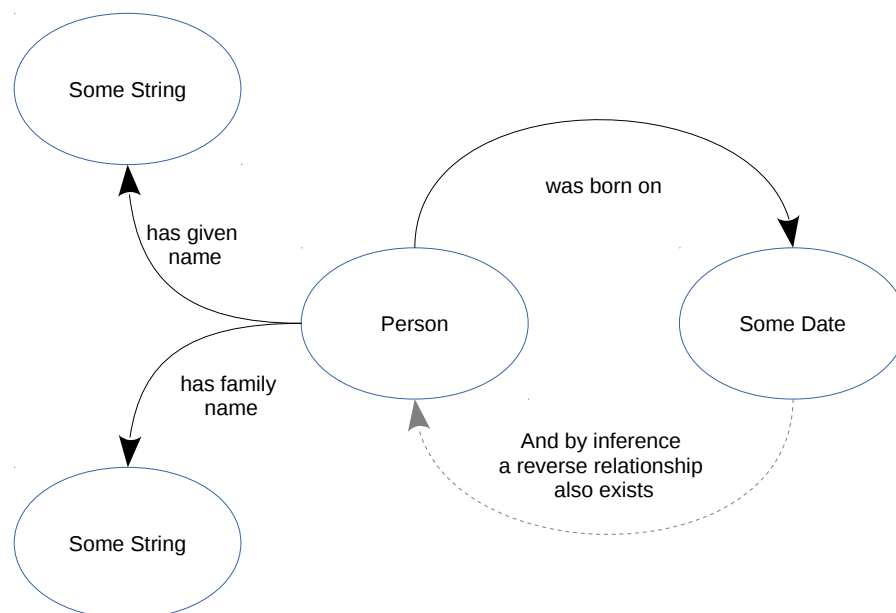 Some String
was born on
has given
name
Person
Some Date
has family
name
And by inference
a reverse relationship
also exists
Some String